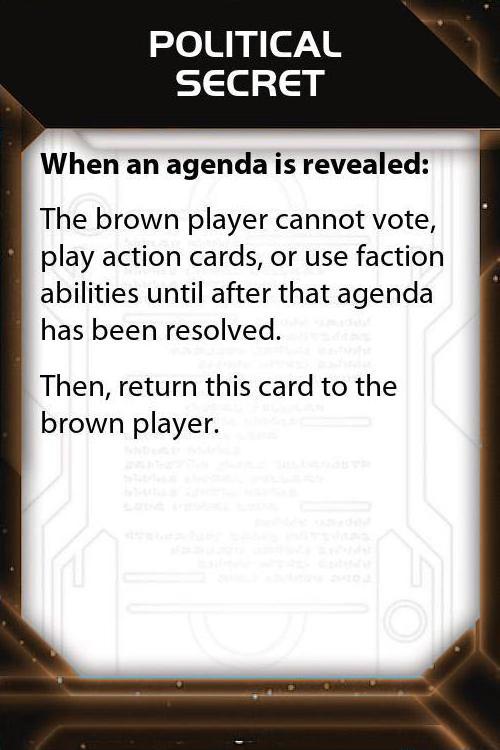 POLITICAL
SECRET
When an agenda is revealed:
The brown player cannot vote,
play action cards, or use faction
abilities until after that agenda
has been resolved.
Then, return this card to the
brown player.